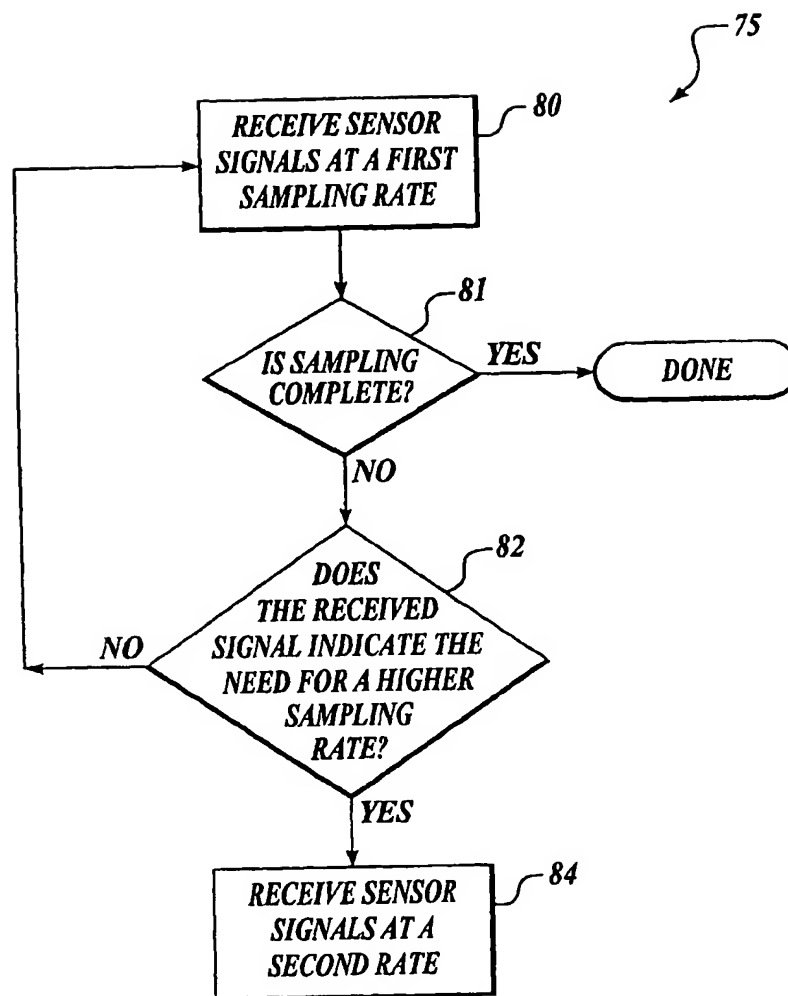 75
80
RECEIVE SENSOR
SIGNALS AT A FIRST
SAMPLING RATE
81
IS SAMPLING
COMPLETE?
YES
DONE
NO
82
DOES
THE RECEIVED
SIGNAL INDICATE THE
NEED FOR A HIGHER
SAMPLING
RATE?
NO
YES
84
RECEIVE SENSOR
SIGNALS AT A
SECOND RATE